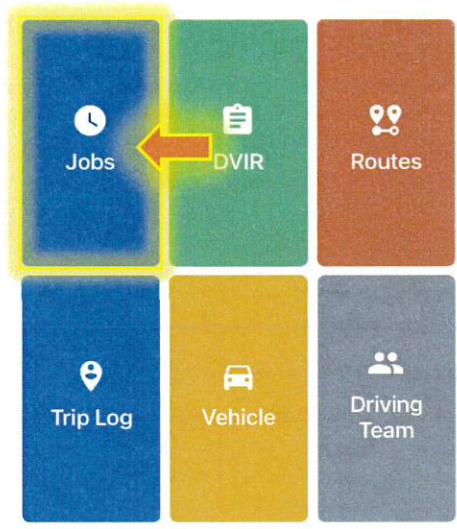 Jobs
DVIR
Routes
Trip Log
Vehicle
Driving
Team